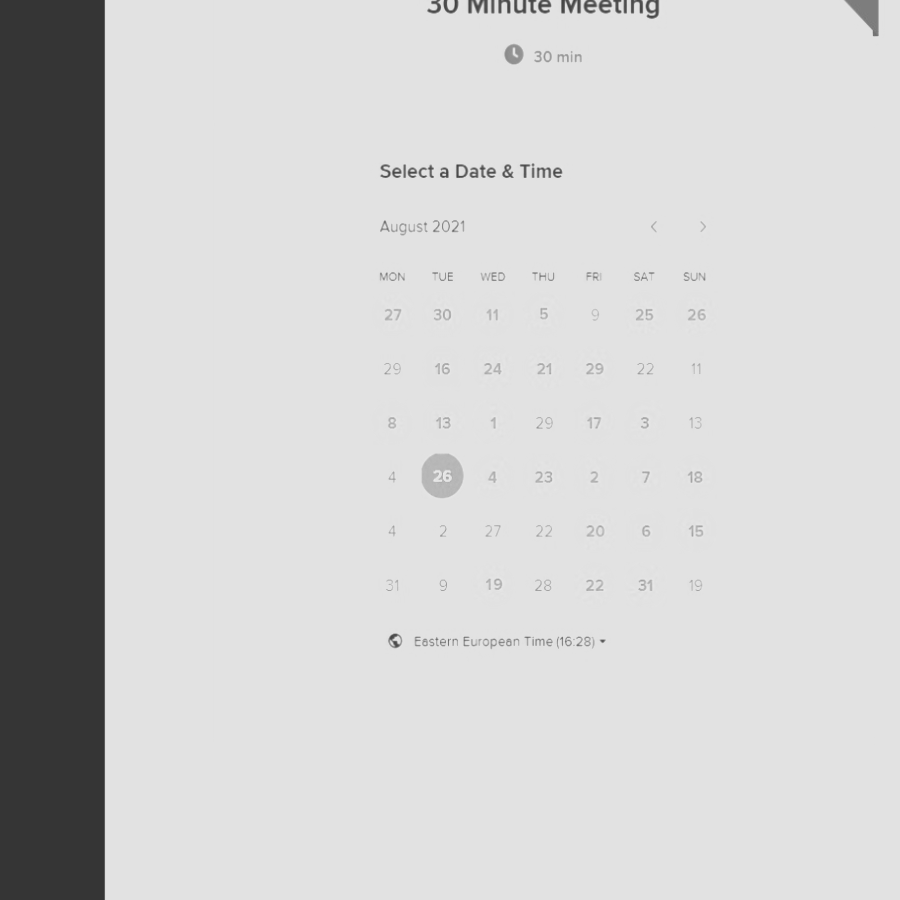 30 Minute Meeting
30 min
Select a Date & Time
August 2021
MON TUE WED THU FRI SAT SUN
27 30 11 5 9 25 26
29 16 24 21 29 22 11
8 13 1 29 17 3 13
4 26 4 23 2 7 18
4 2 27 22 20 6 15
31 9 19 28 22 31 19
Eastern European Time (16:28)